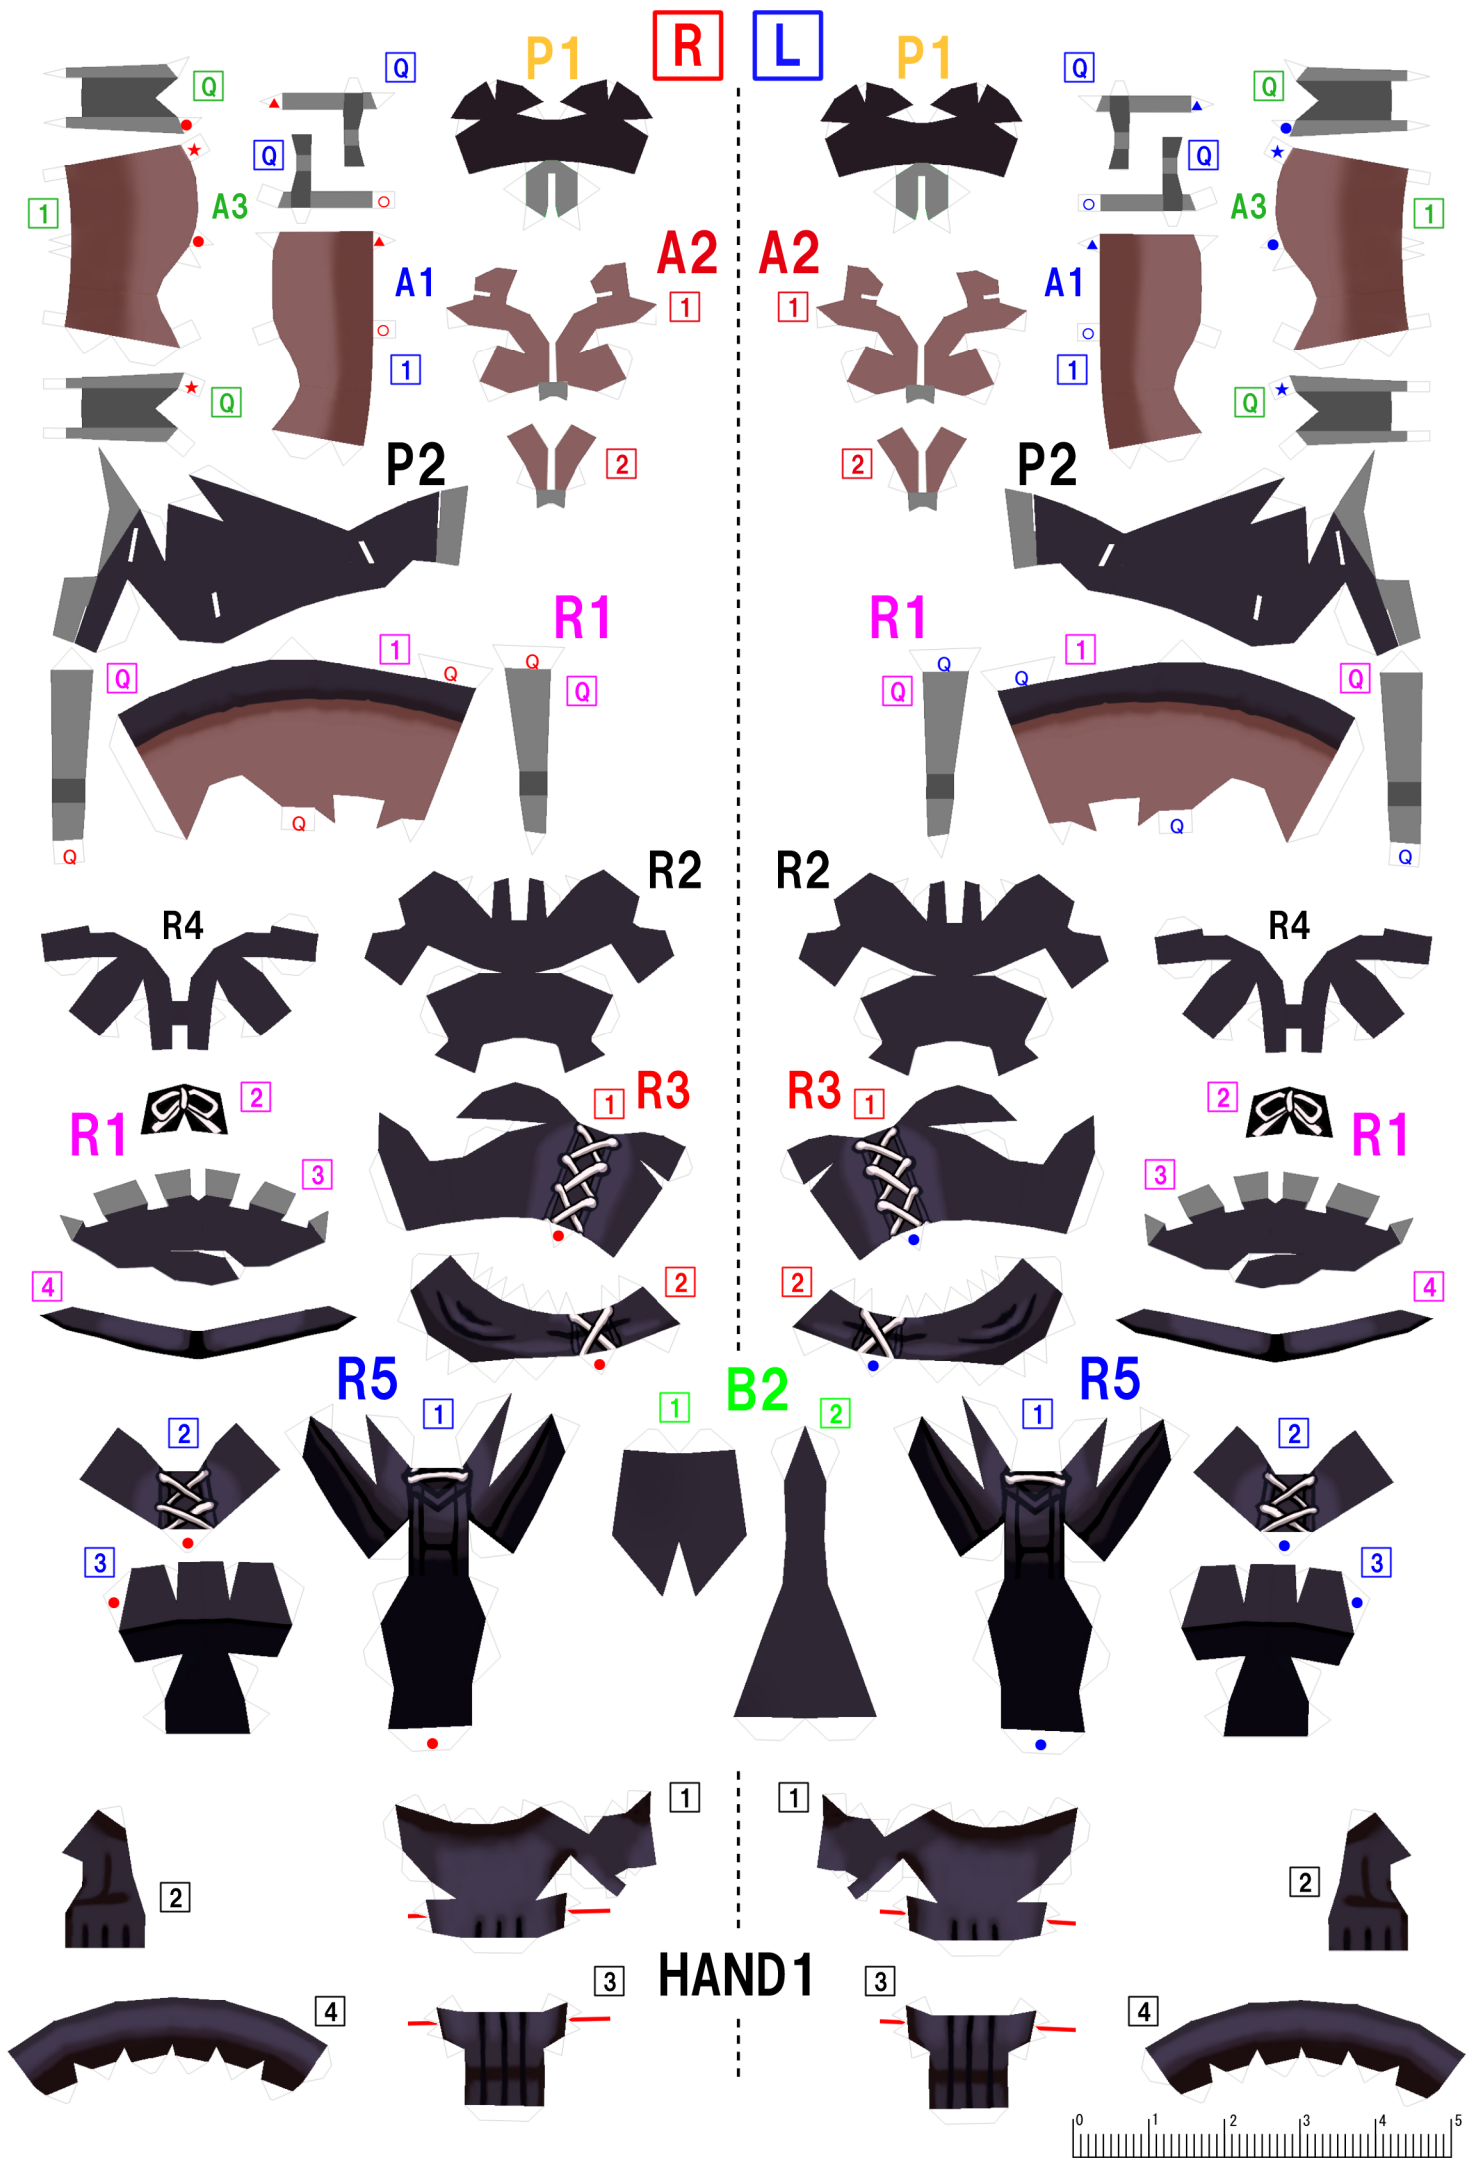 R L
P1 P1
Q Q Q Q
Q Q
A3 A3
1 1
A2 A2
A1 A1
1 1
1 1
Q Q
P2 P2
2 2
R1 R1
1 1
Q Q Q Q
Q Q Q Q
Q Q
Q Q
R2 R2
R4 R4
R3 R3
1 1
2 2
R1 R1
3 3
4 2 2 4
R5 B2 R5
1 1 2 1
2 2
3 3
1 1
2 2
HAND1
3 3
4 4
0 1 2 3 4 5